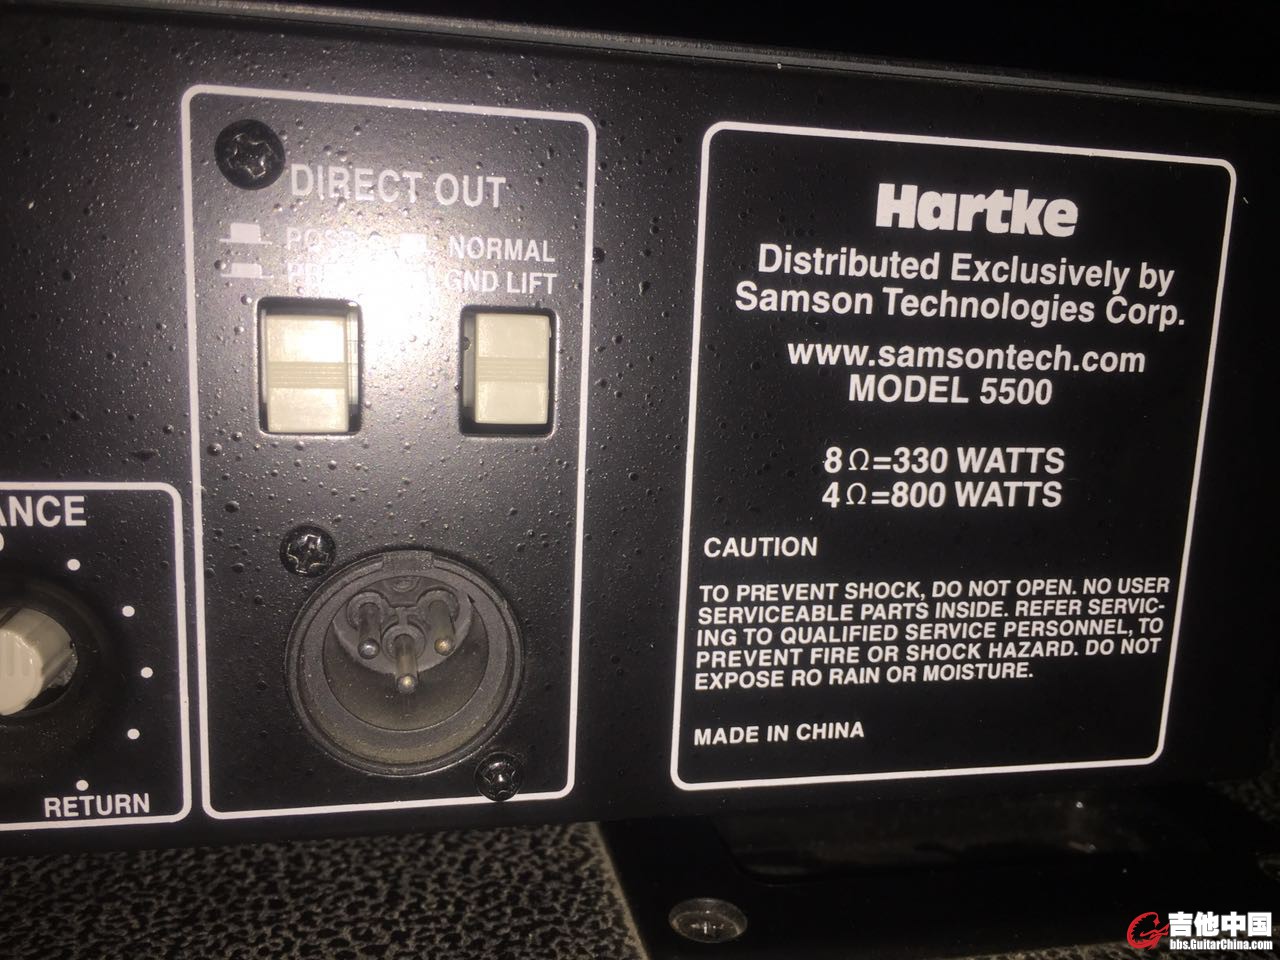 DIRECT OUT
NORMAL
GND LIFT
RETURN
Hartke
Distributed Exclusively by
Samson Technologies Corp.
www.samsontech.com
MODEL 5500
8Ω=330 WATTS
4Ω=800 WATTS
CAUTION
TO PREVENT SHOCK, DO NOT OPEN. NO USER
SERVICEABLE PARTS INSIDE. REFER SERVIC-
ING TO QUALIFIED SERVICE PERSONNEL, TO
PREVENT FIRE OR SHOCK HAZARD. DO NOT
EXPOSE RO RAIN OR MOISTURE.
MADE IN CHINA
吉他中国
bbs.GuitarChina.com